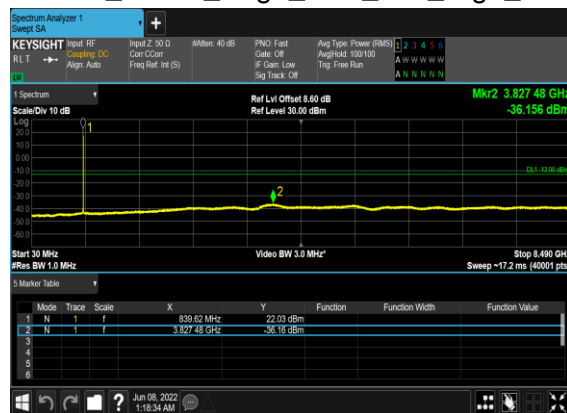 Spectrum Analyzer 1
Swept SA
KEYSIGHT
RLT
Input: RF
Coupling: DC
Align: Auto
Input Z: 50 Ω
Corr CCorr
Freq Ref: Int (S)
#Atten: 40 dB
PNO: Fast
Gate: Off
IF Gain: Low
Sig Track: Off
Avg Type: Power (RMS)
Avg|Hold: 100/100
Trig: Free Run
1 2 3 4 5 6
A W W W W W
A N N N N N
1 Spectrum
Scale/Div 10 dB
Ref Lvl Offset 8.60 dB
Ref Level 30.00 dBm
Mkr2 3.827 48 GHz
-36.156 dBm
Log
20.0
10.0
0.00
-10.0
-20.0
-30.0
-40.0
-50.0
-60.0
1
2
DL1 -13.00 dBm
Start 30 MHz
#Res BW 1.0 MHz
Video BW 3.0 MHz*
Stop 8.490 GHz
Sweep ~17.2 ms (40001 pts)
5 Marker Table
Mode Trace Scale X Y Function Function Width Function Value
1 N 1 f 839.62 MHz 22.03 dBm
2 N 1 f 3.827 48 GHz -36.16 dBm
3
4
5
6
?
Jun 08, 2022
1:18:34 AM